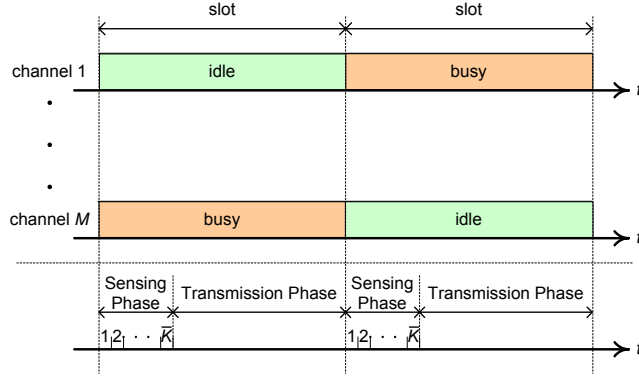 slot slot
channel 1 idle busy t
channel M busy idle t
Sensing Phase Transmission Phase Sensing Phase Transmission Phase
1 2 · · · K̅ 1 2 · · · K̅ t